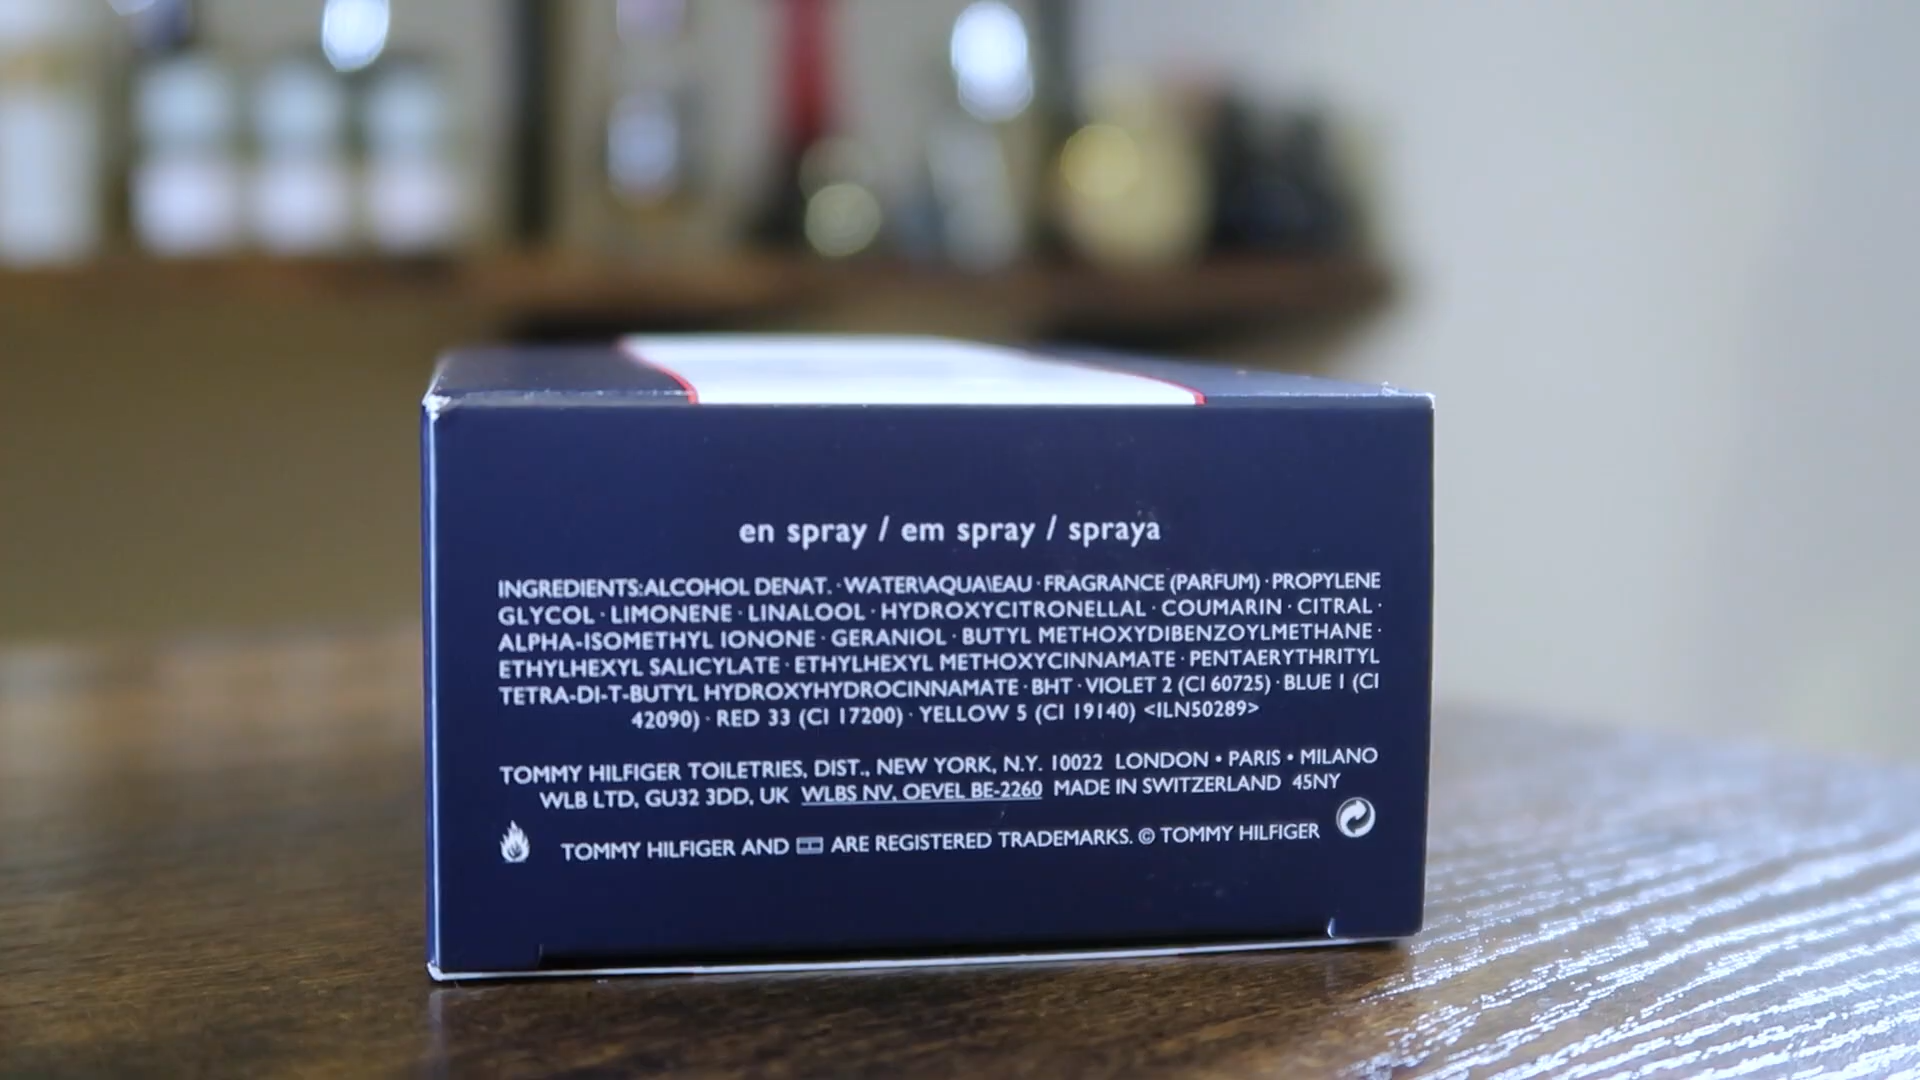 en spray / em spray / spraya
INGREDIENTS:ALCOHOL DENAT. · WATER\AQUA\EAU · FRAGRANCE (PARFUM) · PROPYLENE
GLYCOL · LIMONENE · LINALOOL · HYDROXYCITRONELLAL · COUMARIN · CITRAL ·
ALPHA-ISOMETHYL IONONE · GERANIOL · BUTYL METHOXYDIBENZOYLMETHANE ·
ETHYLHEXYL SALICYLATE · ETHYLHEXYL METHOXYCINNAMATE · PENTAERYTHRITYL
TETRA-DI-T-BUTYL HYDROXYHYDROCINNAMATE · BHT · VIOLET 2 (CI 60725) · BLUE 1 (CI
42090) · RED 33 (CI 17200) · YELLOW 5 (CI 19140) <ILN50289>
TOMMY HILFIGER TOILETRIES, DIST., NEW YORK, N.Y. 10022 LONDON • PARIS • MILANO
WLB LTD, GU32 3DD, UK WLBS NV, OEVEL BE-2260 MADE IN SWITZERLAND 45NY
TOMMY HILFIGER AND ARE REGISTERED TRADEMARKS. © TOMMY HILFIGER